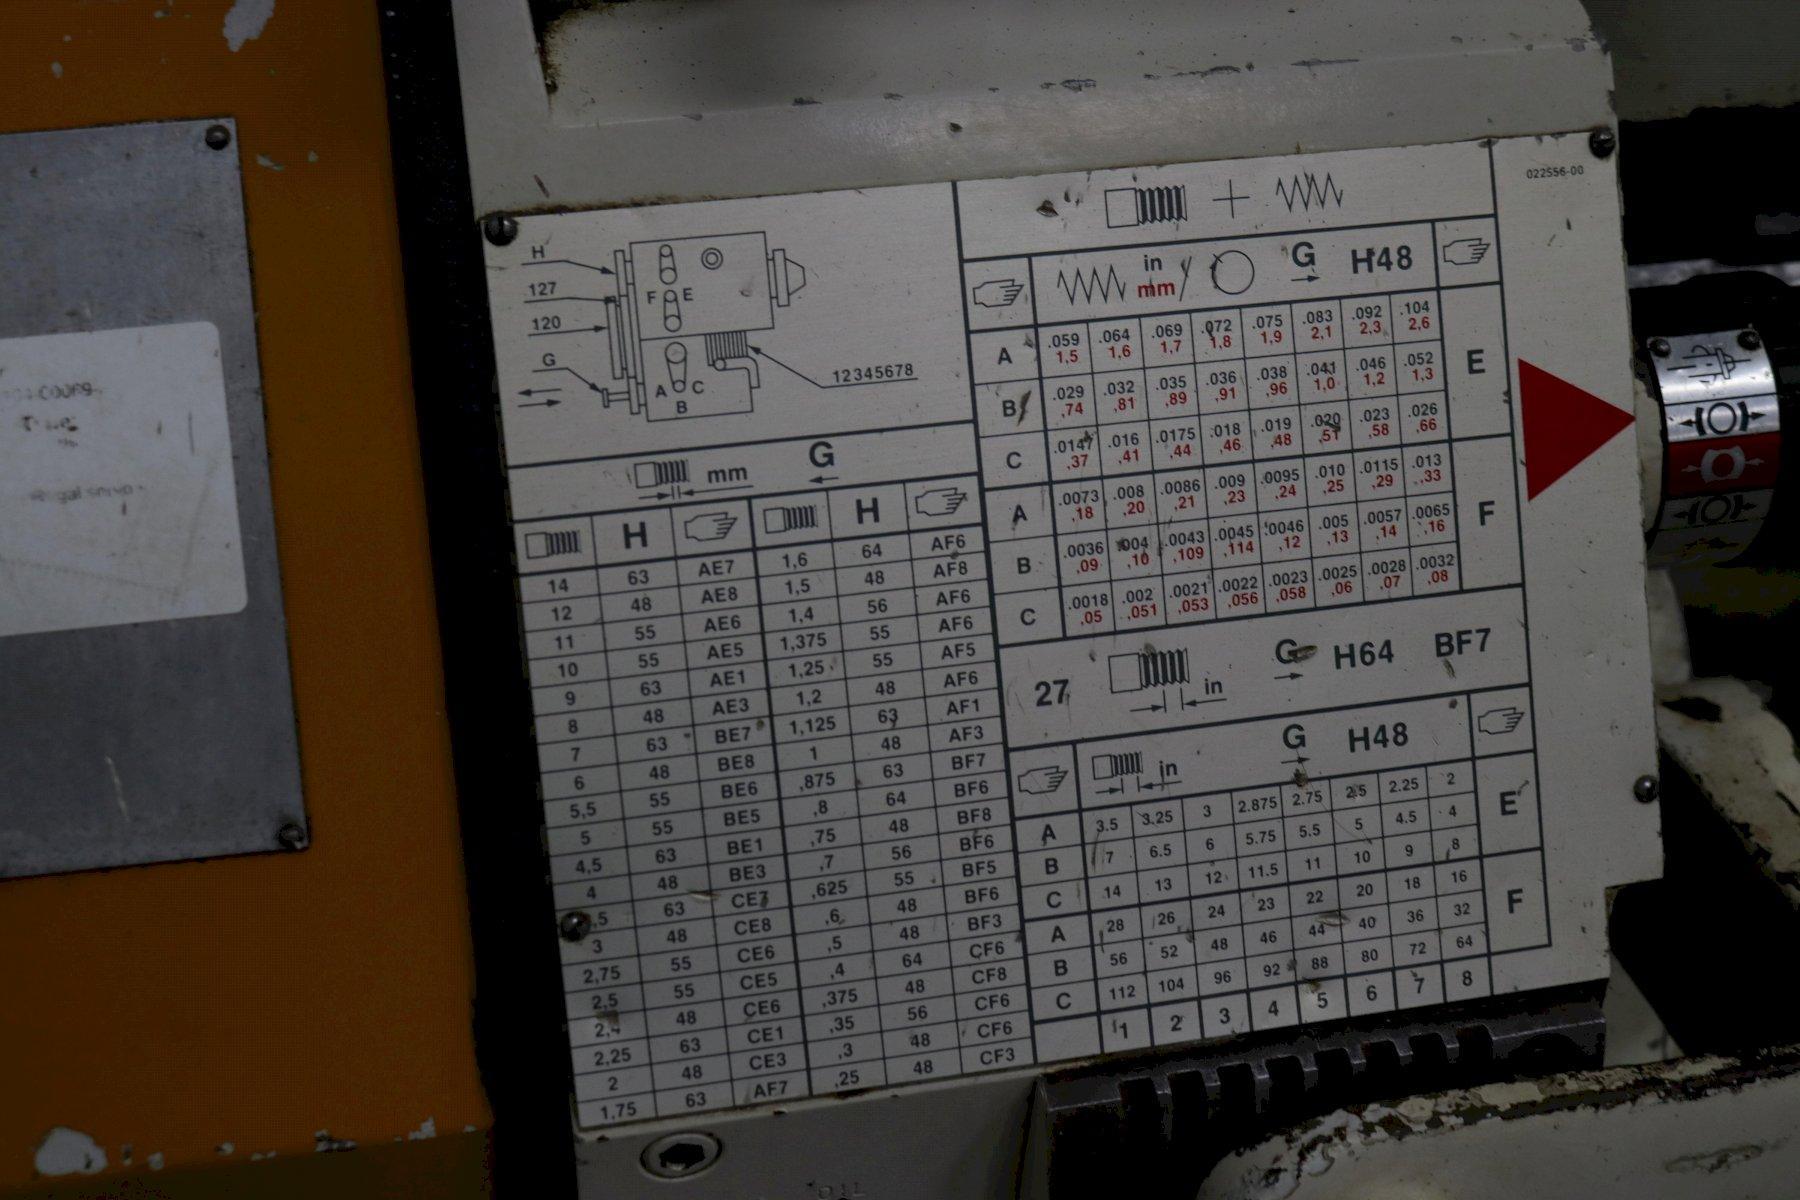 022556-00
H
127
120
G
F E
A C
B
12345678
mm G
H H
14 63 AE7 1,6 64 AF6
12 48 AE8 1,5 48 AF8
11 55 AE6 1,4 56 AF6
10 55 AE5 1,375 55 AF6
9 63 AE1 1,25 55 AF5
8 48 AE3 1,2 48 AF6
7 63 BE7 1,125 63 AF1
6 48 BE8 1 48 AF3
5,5 55 BE6 ,875 63 BF7
5 55 BE5 ,8 64 BF6
4,5 63 BE1 ,75 48 BF8
4 48 BE3 ,7 56 BF6
,5 63 CE7 ,625 55 BF5
3 48 CE8 ,6 48 BF6
2,75 55 CE6 ,5 48 BF3
2,5 55 CE5 ,4 64 CF6
2,4 48 CE6 ,375 48 CF8
2,25 63 CE1 ,35 56 CF6
2 48 CE3 ,3 48 CF6
1,75 63 AF7 ,25 48 CF3
in
mm / G H48
A .059 .064 .069 .072 .075 .083 .092 .104
1,5 1,6 1,7 1,8 1,9 2,1 2,3 2,6
B .029 .032 .035 .036 .038 .041 .046 .052 E
,74 ,81 ,89 ,91 ,96 1,0 1,2 1,3
C .0147 .016 .0175 .018 .019 .020 .023 .026
,37 ,41 ,44 ,46 ,48 ,51 ,58 ,66
A .0073 .008 .0086 .009 .0095 .010 .0115 .013
,18 ,20 ,21 ,23 ,24 ,25 ,29 ,33
B .0036 .004 .0043 .0045 .0046 .005 .0057 .0065 F
,09 ,10 ,109 ,114 ,12 ,13 ,14 ,16
C .0018 .002 .0021 .0022 .0023 .0025 .0028 .0032
,05 ,051 ,053 ,056 ,058 ,06 ,07 ,08
27 in G H64 BF7
in G H48
A 3.5 3.25 3 2.875 2.75 2.5 2.25 2
B 7 6.5 6 5.75 5.5 5 4.5 4 E
C 14 13 12 11.5 11 10 9 8
A 28 26 24 23 22 20 18 16
B 56 52 48 46 44 40 36 32 F
C 112 104 96 92 88 80 72 64
1 2 3 4 5 6 7 8
OIL